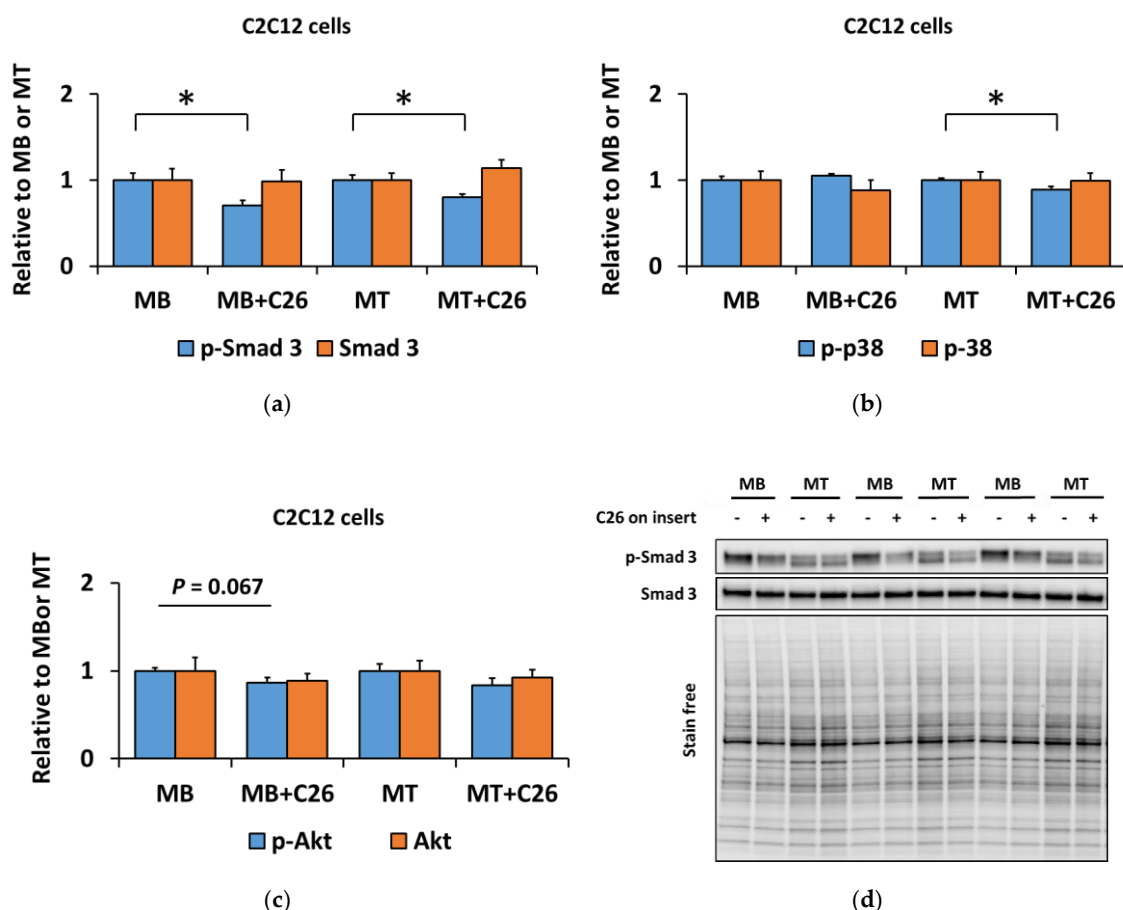 C2C12 cells
Relative to MB or MT
2
1
0
* *
MB MB+C26 MT MT+C26
p-Smad 3 Smad 3
(a)
C2C12 cells
Relative to MB or MT
2
1
0
*
MB MB+C26 MT MT+C26
p-p38 p-38
(b)
C2C12 cells
Relative to MBor MT
2
1
0
P = 0.067
MB MB+C26 MT MT+C26
p-Akt Akt
(c)
MB MT MB MT MB MT
C26 on insert - + - + - + - + - + - +
p-Smad 3
Smad 3
Stain free
(d)